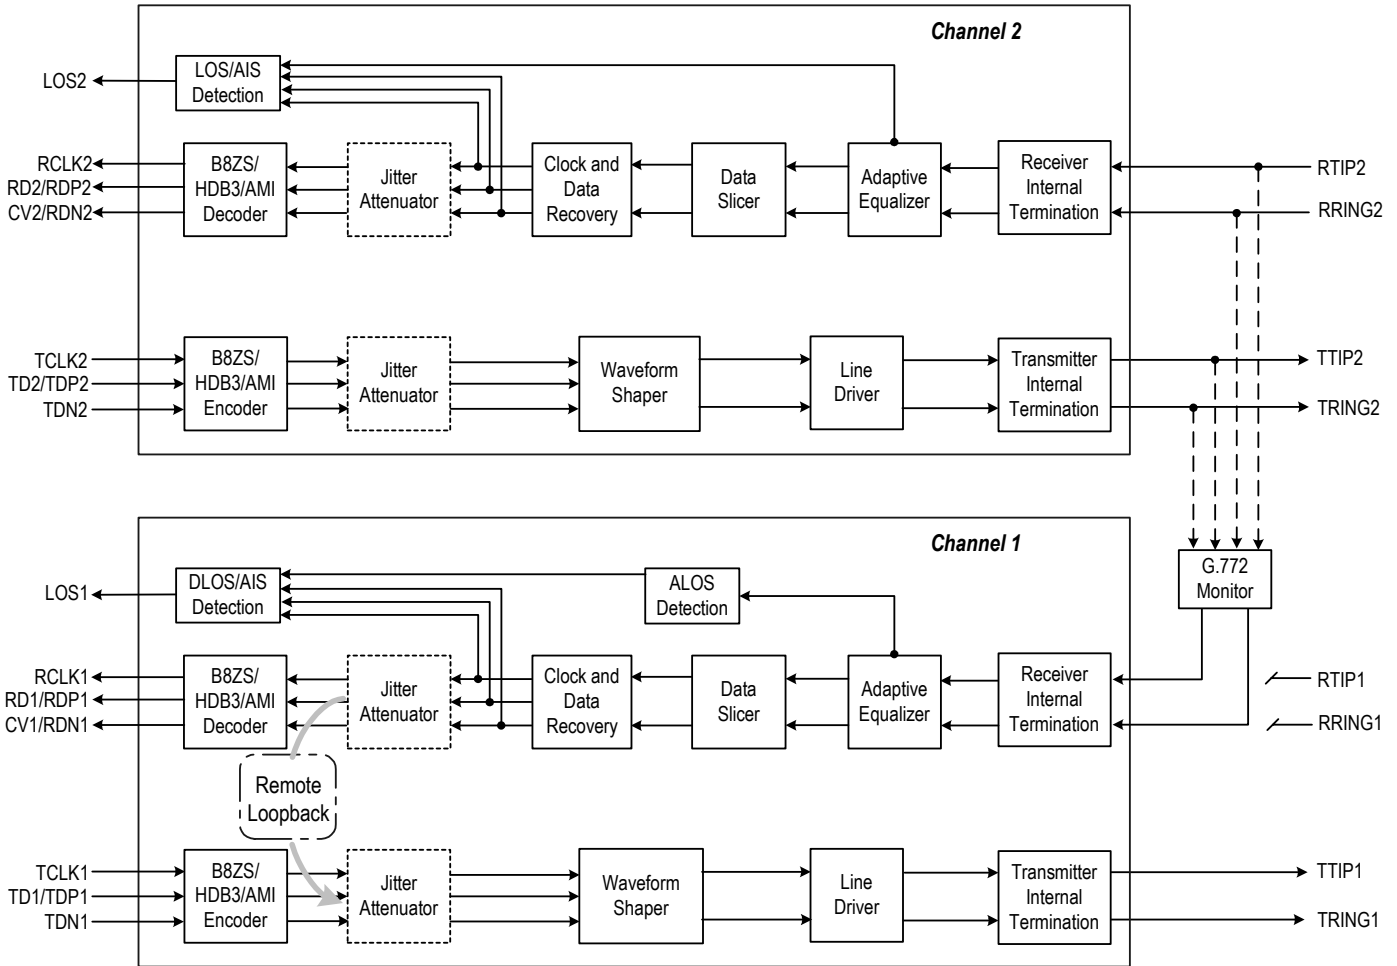 Channel 2
LOS2
LOS/AIS
Detection
RCLK2
RD2/RDP2
CV2/RDN2
B8ZS/
HDB3/AMI
Decoder
Jitter
Attenuator
Clock and
Data
Recovery
Data
Slicer
Adaptive
Equalizer
Receiver
Internal
Termination
RTIP2
RRING2
TCLK2
TD2/TDP2
TDN2
B8ZS/
HDB3/AMI
Encoder
Jitter
Attenuator
Waveform
Shaper
Line
Driver
Transmitter
Internal
Termination
TTIP2
TRING2
Channel 1
G.772
Monitor
LOS1
DLOS/AIS
Detection
ALOS
Detection
RCLK1
RD1/RDP1
CV1/RDN1
B8ZS/
HDB3/AMI
Decoder
Jitter
Attenuator
Clock and
Data
Recovery
Data
Slicer
Adaptive
Equalizer
Receiver
Internal
Termination
RTIP1
RRING1
Remote
Loopback
TCLK1
TD1/TDP1
TDN1
B8ZS/
HDB3/AMI
Encoder
Jitter
Attenuator
Waveform
Shaper
Line
Driver
Transmitter
Internal
Termination
TTIP1
TRING1